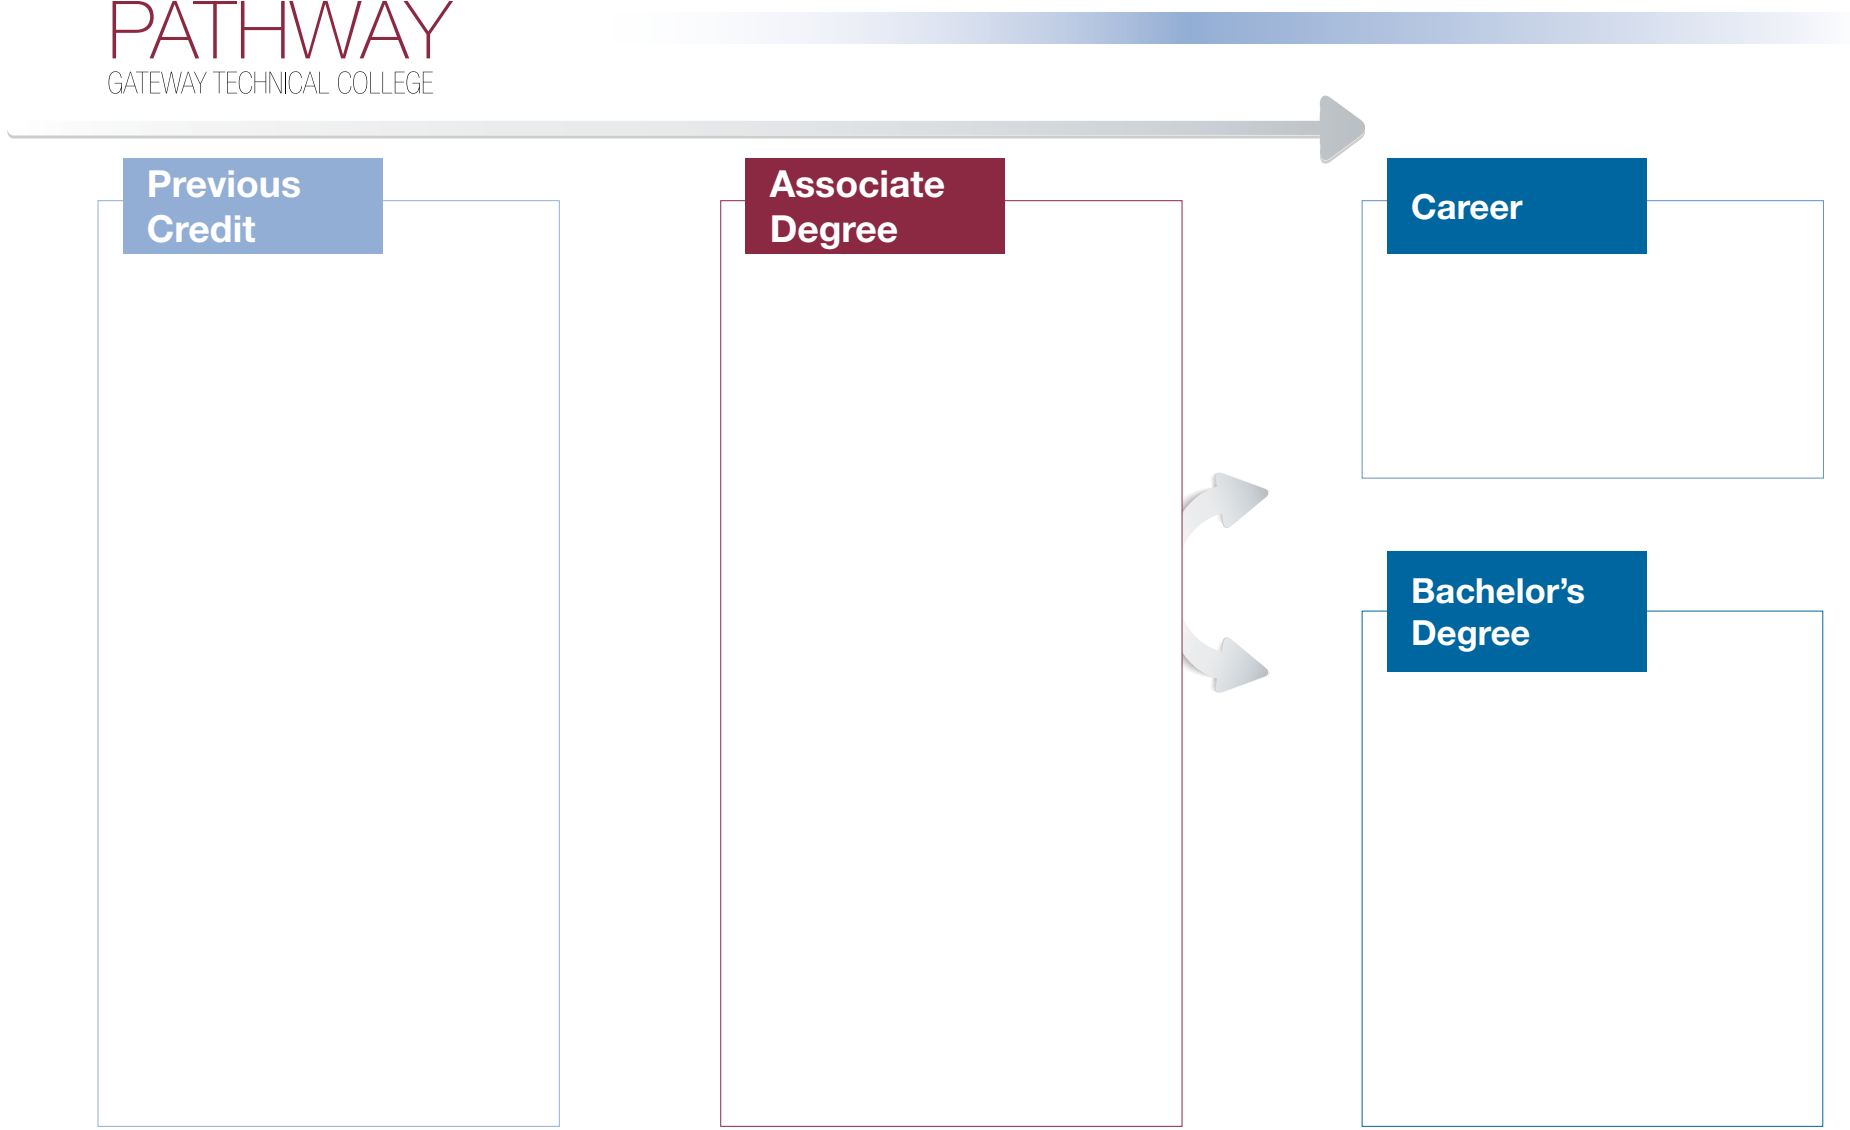 PATHWAY
GATEWAY TECHNICAL COLLEGE
Previous
Credit
Associate
Degree
Career
Bachelor’s
Degree